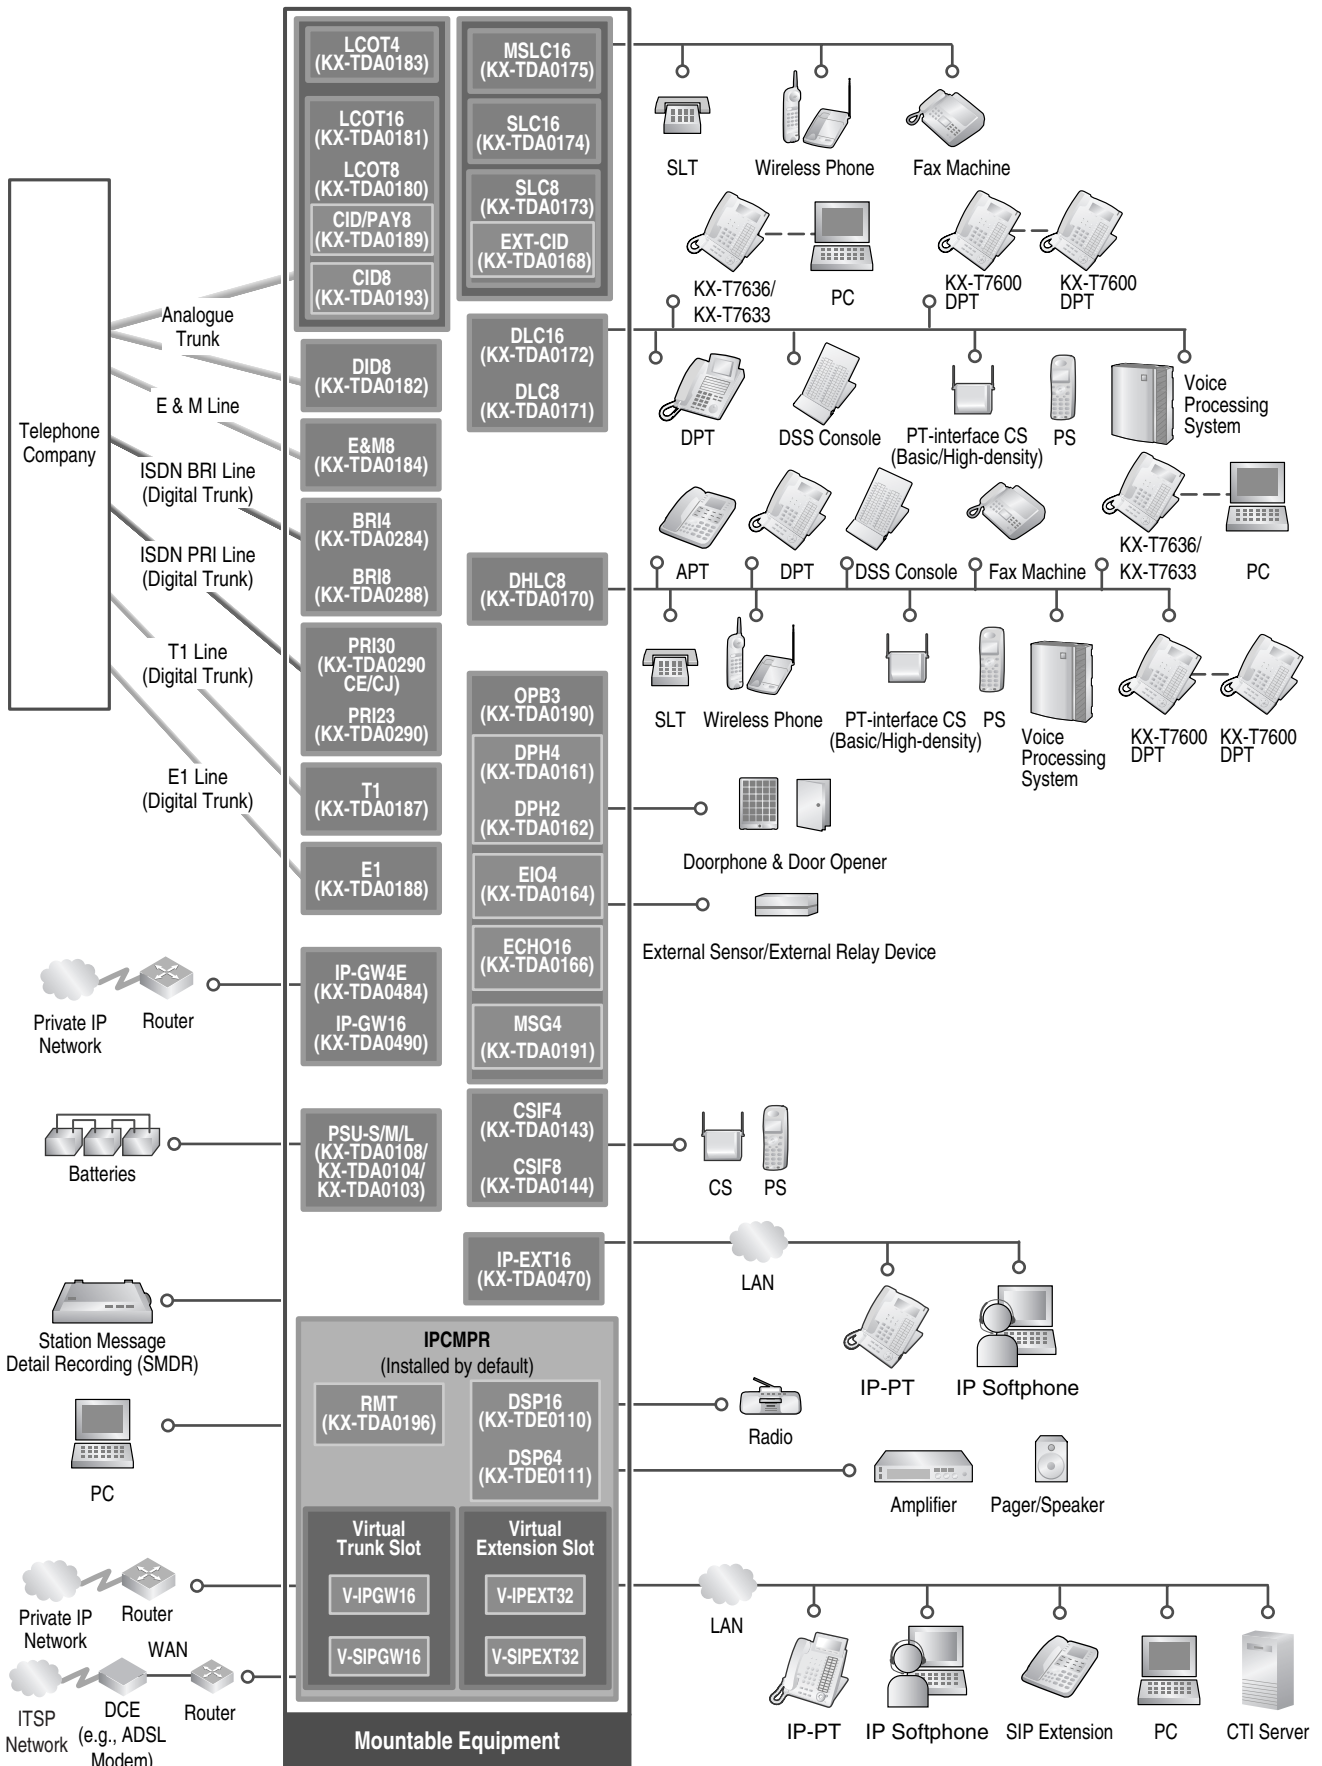 LCOT4
(KX-TDA0183)
LCOT16
(KX-TDA0181)
LCOT8
(KX-TDA0180)
CID/PAY8
(KX-TDA0189)
CID8
(KX-TDA0193)
MSLC16
(KX-TDA0175)
SLC16
(KX-TDA0174)
SLC8
(KX-TDA0173)
EXT-CID
(KX-TDA0168)
SLT
Wireless Phone
Fax Machine
KX-T7636/
KX-T7633
PC
KX-T7600
DPT
KX-T7600
DPT
Telephone
Company
Analogue
Trunk
E & M Line
ISDN BRI Line
(Digital Trunk)
ISDN PRI Line
(Digital Trunk)
T1 Line
(Digital Trunk)
E1 Line
(Digital Trunk)
DID8
(KX-TDA0182)
E&M8
(KX-TDA0184)
BRI4
(KX-TDA0284)
BRI8
(KX-TDA0288)
PRI30
(KX-TDA0290
CE/CJ)
PRI23
(KX-TDA0290)
T1
(KX-TDA0187)
E1
(KX-TDA0188)
DLC16
(KX-TDA0172)
DLC8
(KX-TDA0171)
DPT
DSS Console
PT-interface CS
(Basic/High-density)
PS
Voice
Processing
System
DHLC8
(KX-TDA0170)
APT
DPT
DSS Console
Fax Machine
KX-T7636/
KX-T7633
PC
SLT
Wireless Phone
PT-interface CS
(Basic/High-density)
PS
Voice
Processing
System
KX-T7600
DPT
KX-T7600
DPT
OPB3
(KX-TDA0190)
DPH4
(KX-TDA0161)
DPH2
(KX-TDA0162)
Doorphone & Door Opener
EIO4
(KX-TDA0164)
External Sensor/External Relay Device
ECHO16
(KX-TDA0166)
MSG4
(KX-TDA0191)
Private IP
Network
Router
IP-GW4E
(KX-TDA0484)
IP-GW16
(KX-TDA0490)
Batteries
PSU-S/M/L
(KX-TDA0108/
KX-TDA0104/
KX-TDA0103)
CSIF4
(KX-TDA0143)
CSIF8
(KX-TDA0144)
CS
PS
IP-EXT16
(KX-TDA0470)
LAN
IP-PT
IP Softphone
Station Message
Detail Recording (SMDR)
PC
IPCMPR
(Installed by default)
RMT
(KX-TDA0196)
DSP16
(KX-TDE0110)
DSP64
(KX-TDE0111)
Radio
Amplifier
Pager/Speaker
Virtual
Trunk Slot
V-IPGW16
V-SIPGW16
Virtual
Extension Slot
V-IPEXT32
V-SIPEXT32
Private IP
Network
Router
WAN
ITSP
Network
DCE
(e.g., ADSL
Modem)
Router
LAN
IP-PT
IP Softphone
SIP Extension
PC
CTI Server
Mountable Equipment